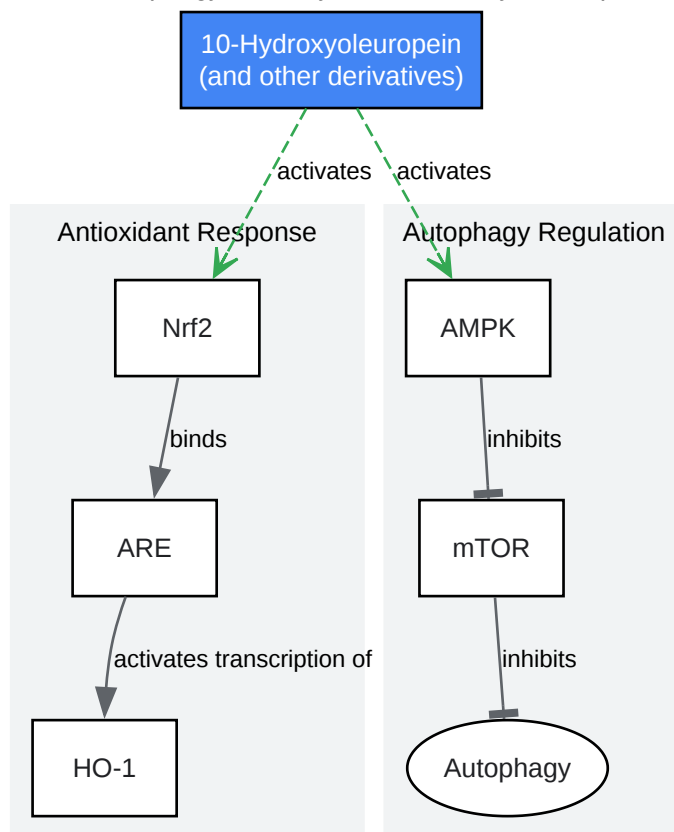 10-Hydroxyoleuropein
(and other derivatives)
activates
activates
Antioxidant Response
Autophagy Regulation
Nrf2
AMPK
binds
inhibits
ARE
mTOR
activates transcription of
inhibits
HO-1
Autophagy